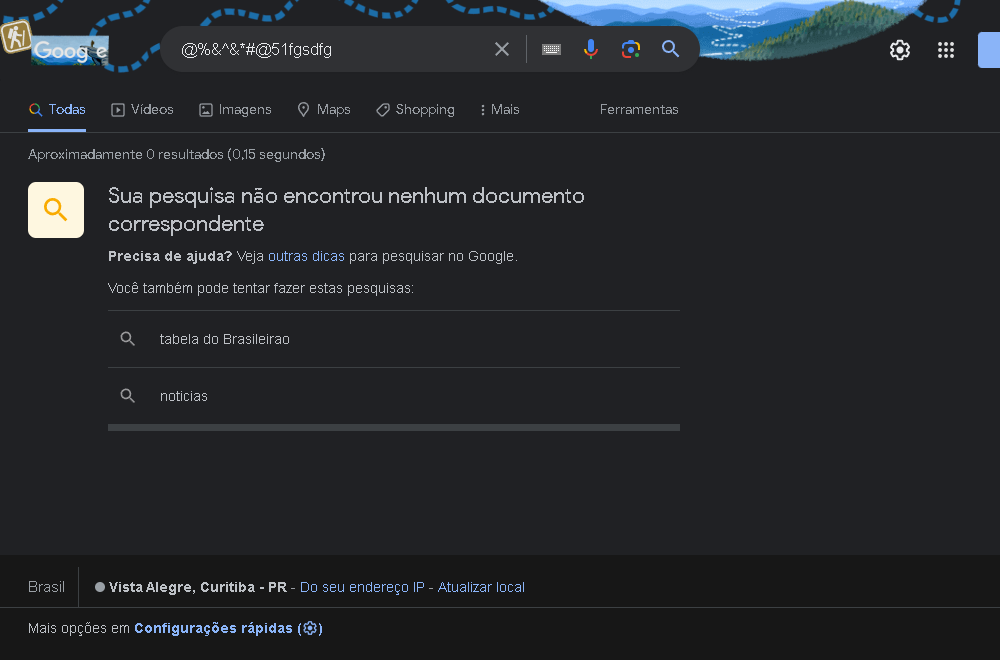 Goog e
@%&^&*#@51fgsdfg
Todas Vídeos Imagens Maps Shopping Mais Ferramentas
Aproximadamente 0 resultados (0,15 segundos)
Sua pesquisa não encontrou nenhum documento
correspondente
Precisa de ajuda? Veja outras dicas para pesquisar no Google.
Você também pode tentar fazer estas pesquisas:
tabela do Brasileirao
noticias
Brasil Vista Alegre, Curitiba - PR - Do seu endereço IP - Atualizar local
Mais opções em Configurações rápidas ( )